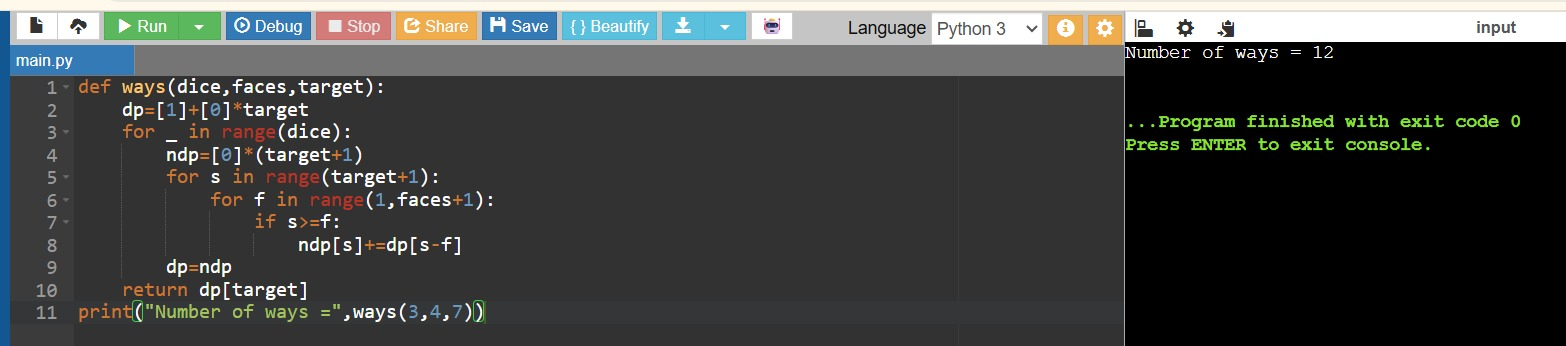 Run Debug Stop Share Save { } Beautify Language Python 3
input
main.py
1 def ways(dice,faces,target):
2     dp=[1]+[0]*target
3     for _ in range(dice):
4         ndp=[0]*(target+1)
5         for s in range(target+1):
6             for f in range(1,faces+1):
7                 if s>=f:
8                     ndp[s]+=dp[s-f]
9         dp=ndp
10     return dp[target]
11 print("Number of ways =",ways(3,4,7))
Number of ways = 12
...Program finished with exit code 0
Press ENTER to exit console.